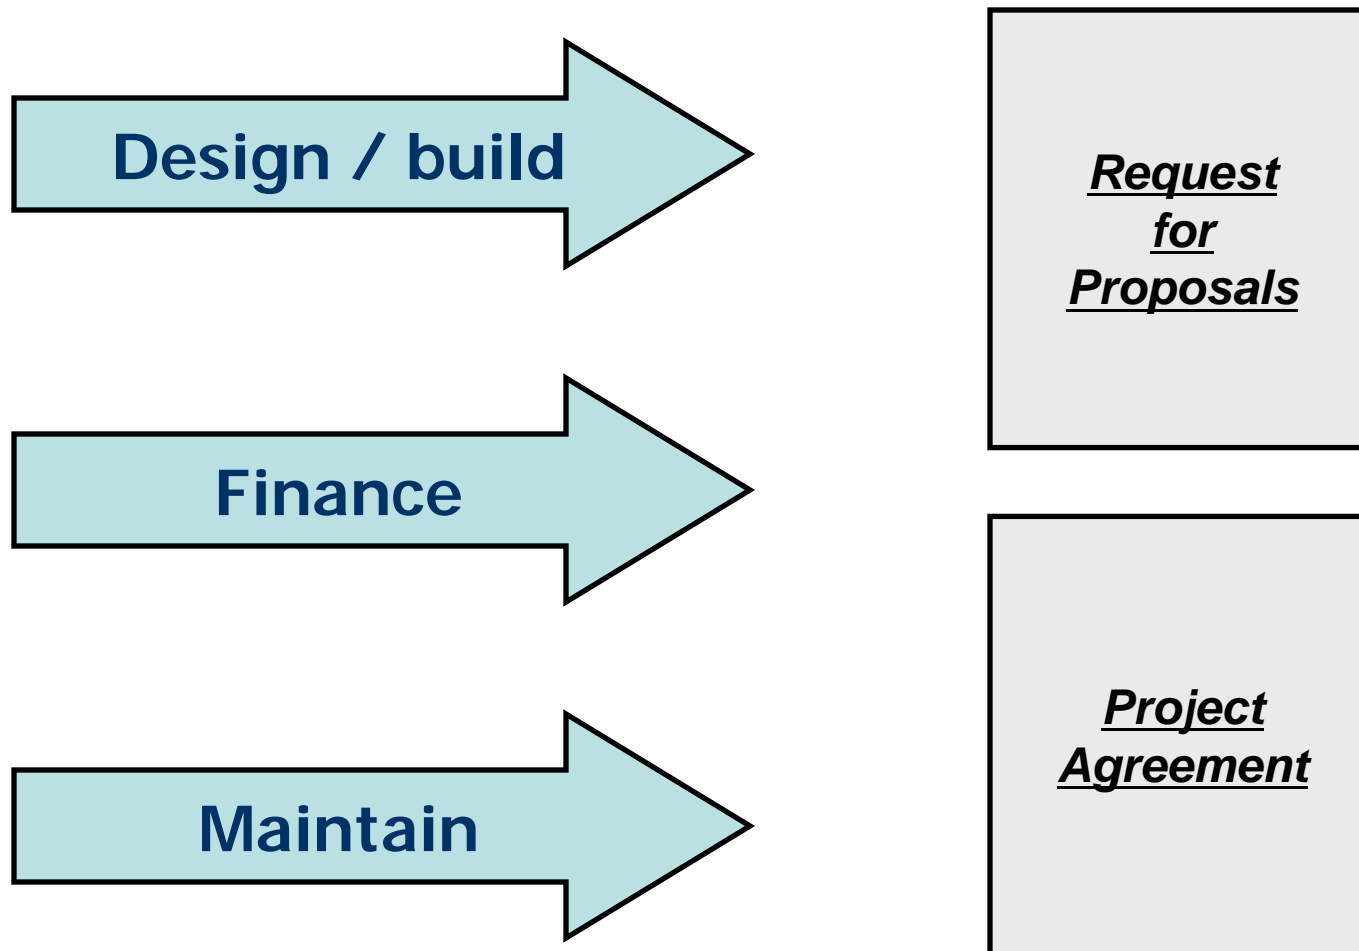 Design / build
Finance
Maintain
Request
for
Proposals
Project
Agreement